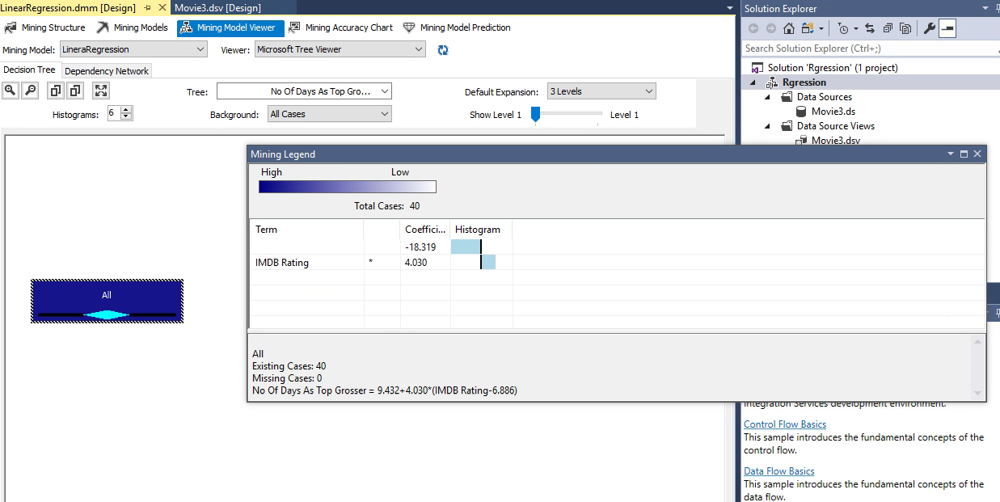 LinearRegression.dmm [Design]
Movie3.dsv [Design]
Mining Structure
Mining Models
Mining Model Viewer
Mining Accuracy Chart
Mining Model Prediction
Mining Model:
LineraRegression
Viewer:
Microsoft Tree Viewer
Decision Tree
Dependency Network
Tree:
No Of Days As Top Gro...
Default Expansion:
3 Levels
Histograms:
6
Background:
All Cases
Show Level 1
Level 1
All
Mining Legend
High
Low
Total Cases: 40
Term Coeffici... Histogram
-18.319
IMDB Rating * 4.030
All
Existing Cases: 40
Missing Cases: 0
No Of Days As Top Grosser = 9.432+4.030*(IMDB Rating-6.886)
Solution Explorer
Search Solution Explorer (Ctrl+;)
Solution 'Rgression' (1 project)
Rgression
Data Sources
Movie3.ds
Data Source Views
Movie3.dsv
Integration Services development environment.
Control Flow Basics
This sample introduces the fundamental concepts of the
control flow.
Data Flow Basics
This sample introduces the fundamental concepts of the
data flow.